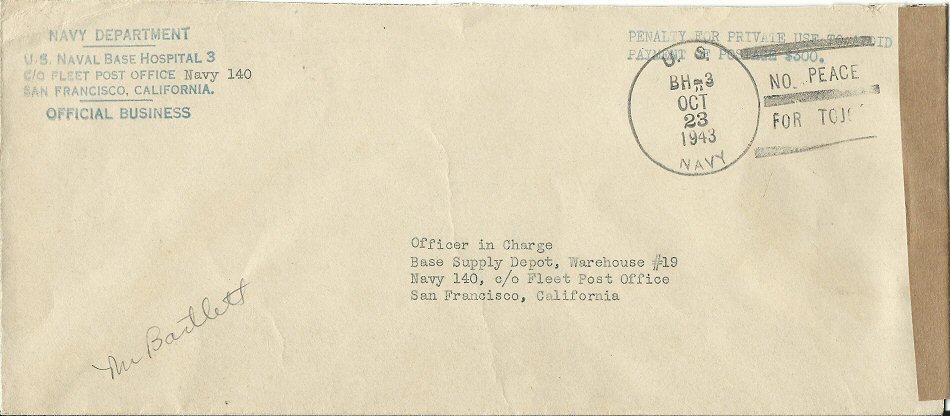 NAVY DEPARTMENT
U.S. NAVAL BASE HOSPITAL 3
C/O FLEET POST OFFICE Navy 140
SAN FRANCISCO, CALIFORNIA.
OFFICIAL BUSINESS
PENALTY FOR PRIVATE USE TO AVOID
PAYMENT OF POSTAGE $300.
U. S.
BH-3
OCT
23
1943
NAVY
NO PEACE
FOR TOJO
Officer in Charge
Base Supply Depot, Warehouse #19
Navy 140, c/o Fleet Post Office
San Francisco, California
Mr Bartlett